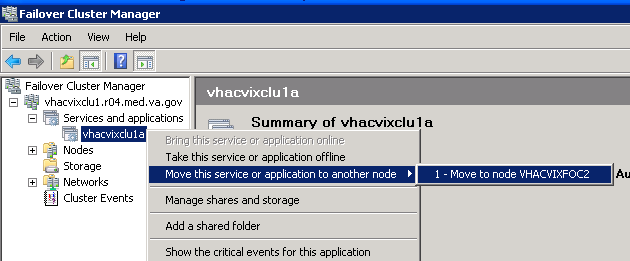 Failover Cluster Manager
File Action View Help
Failover Cluster Manager
vhacvixclu1.r04.med.va.gov
Services and applications
vhacvixclu1a
Nodes
Storage
Networks
Cluster Events
vhacvixclu1a
Summary of vhacvixclu1a
Bring this service or application online
Take this service or application offline
Move this service or application to another node
1 - Move to node VHACVIXFOC2
Au
Manage shares and storage
Add a shared folder
Show the critical events for this application